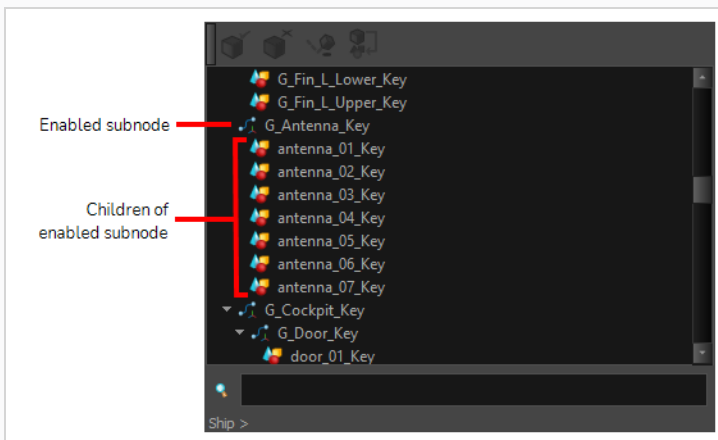 G_Fin_L_Lower_Key
G_Fin_L_Upper_Key
Enabled subnode
G_Antenna_Key
antenna_01_Key
antenna_02_Key
antenna_03_Key
Children of
enabled subnode
antenna_04_Key
antenna_05_Key
antenna_06_Key
antenna_07_Key
G_Cockpit_Key
G_Door_Key
door_01_Key
Ship >